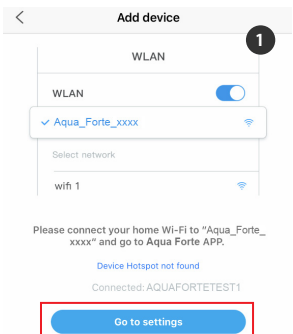 Add device
1
WLAN
WLAN
Aqua_Forte_xxxx
Select network
wifi 1
Please connect your home Wi-Fi to "Aqua_Forte_
xxxx" and go to Aqua Forte APP.
Device Hotspot not found
Connected: AQUAFORTETEST1
Go to settings